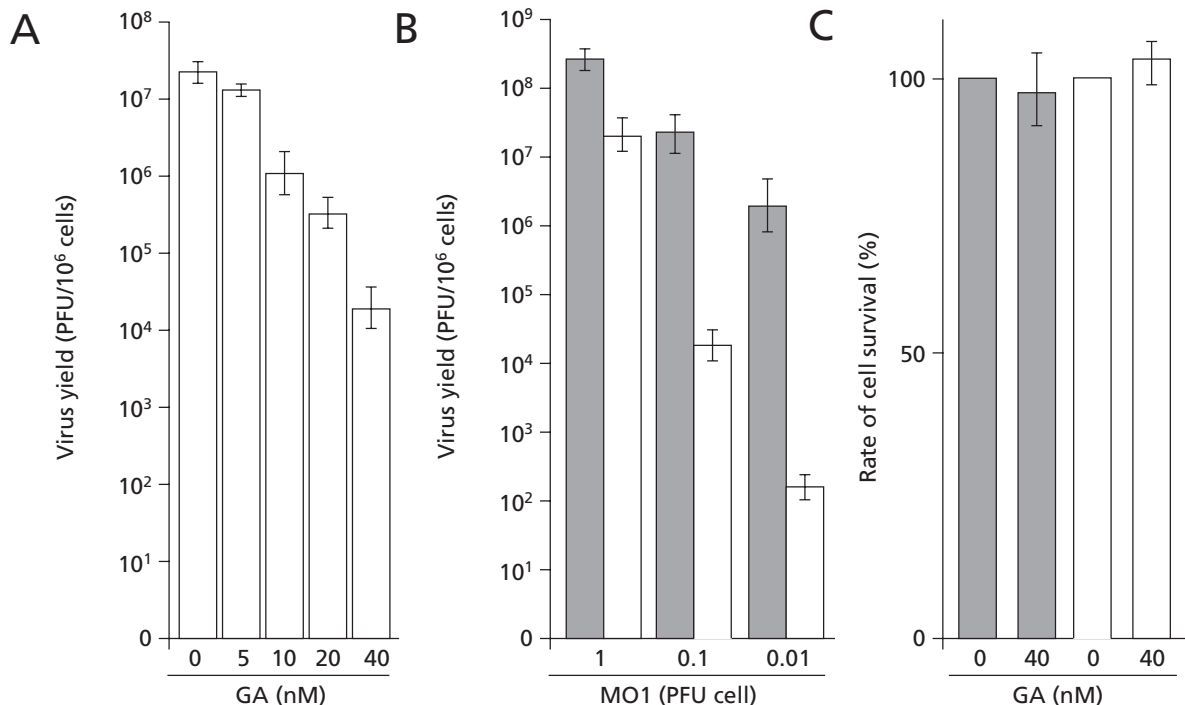 A
Virus yield (PFU/10⁶ cells)
10⁸
10⁷
10⁶
10⁵
10⁴
10³
10²
10¹
0
0 5 10 20 40
GA (nM)
B
Virus yield (PFU/10⁶ cells)
10⁹
10⁸
10⁷
10⁶
10⁵
10⁴
10³
10²
10¹
0
1 0.1 0.01
MO1 (PFU cell)
C
Rate of cell survival (%)
100
50
0
0 40 0 40
GA (nM)